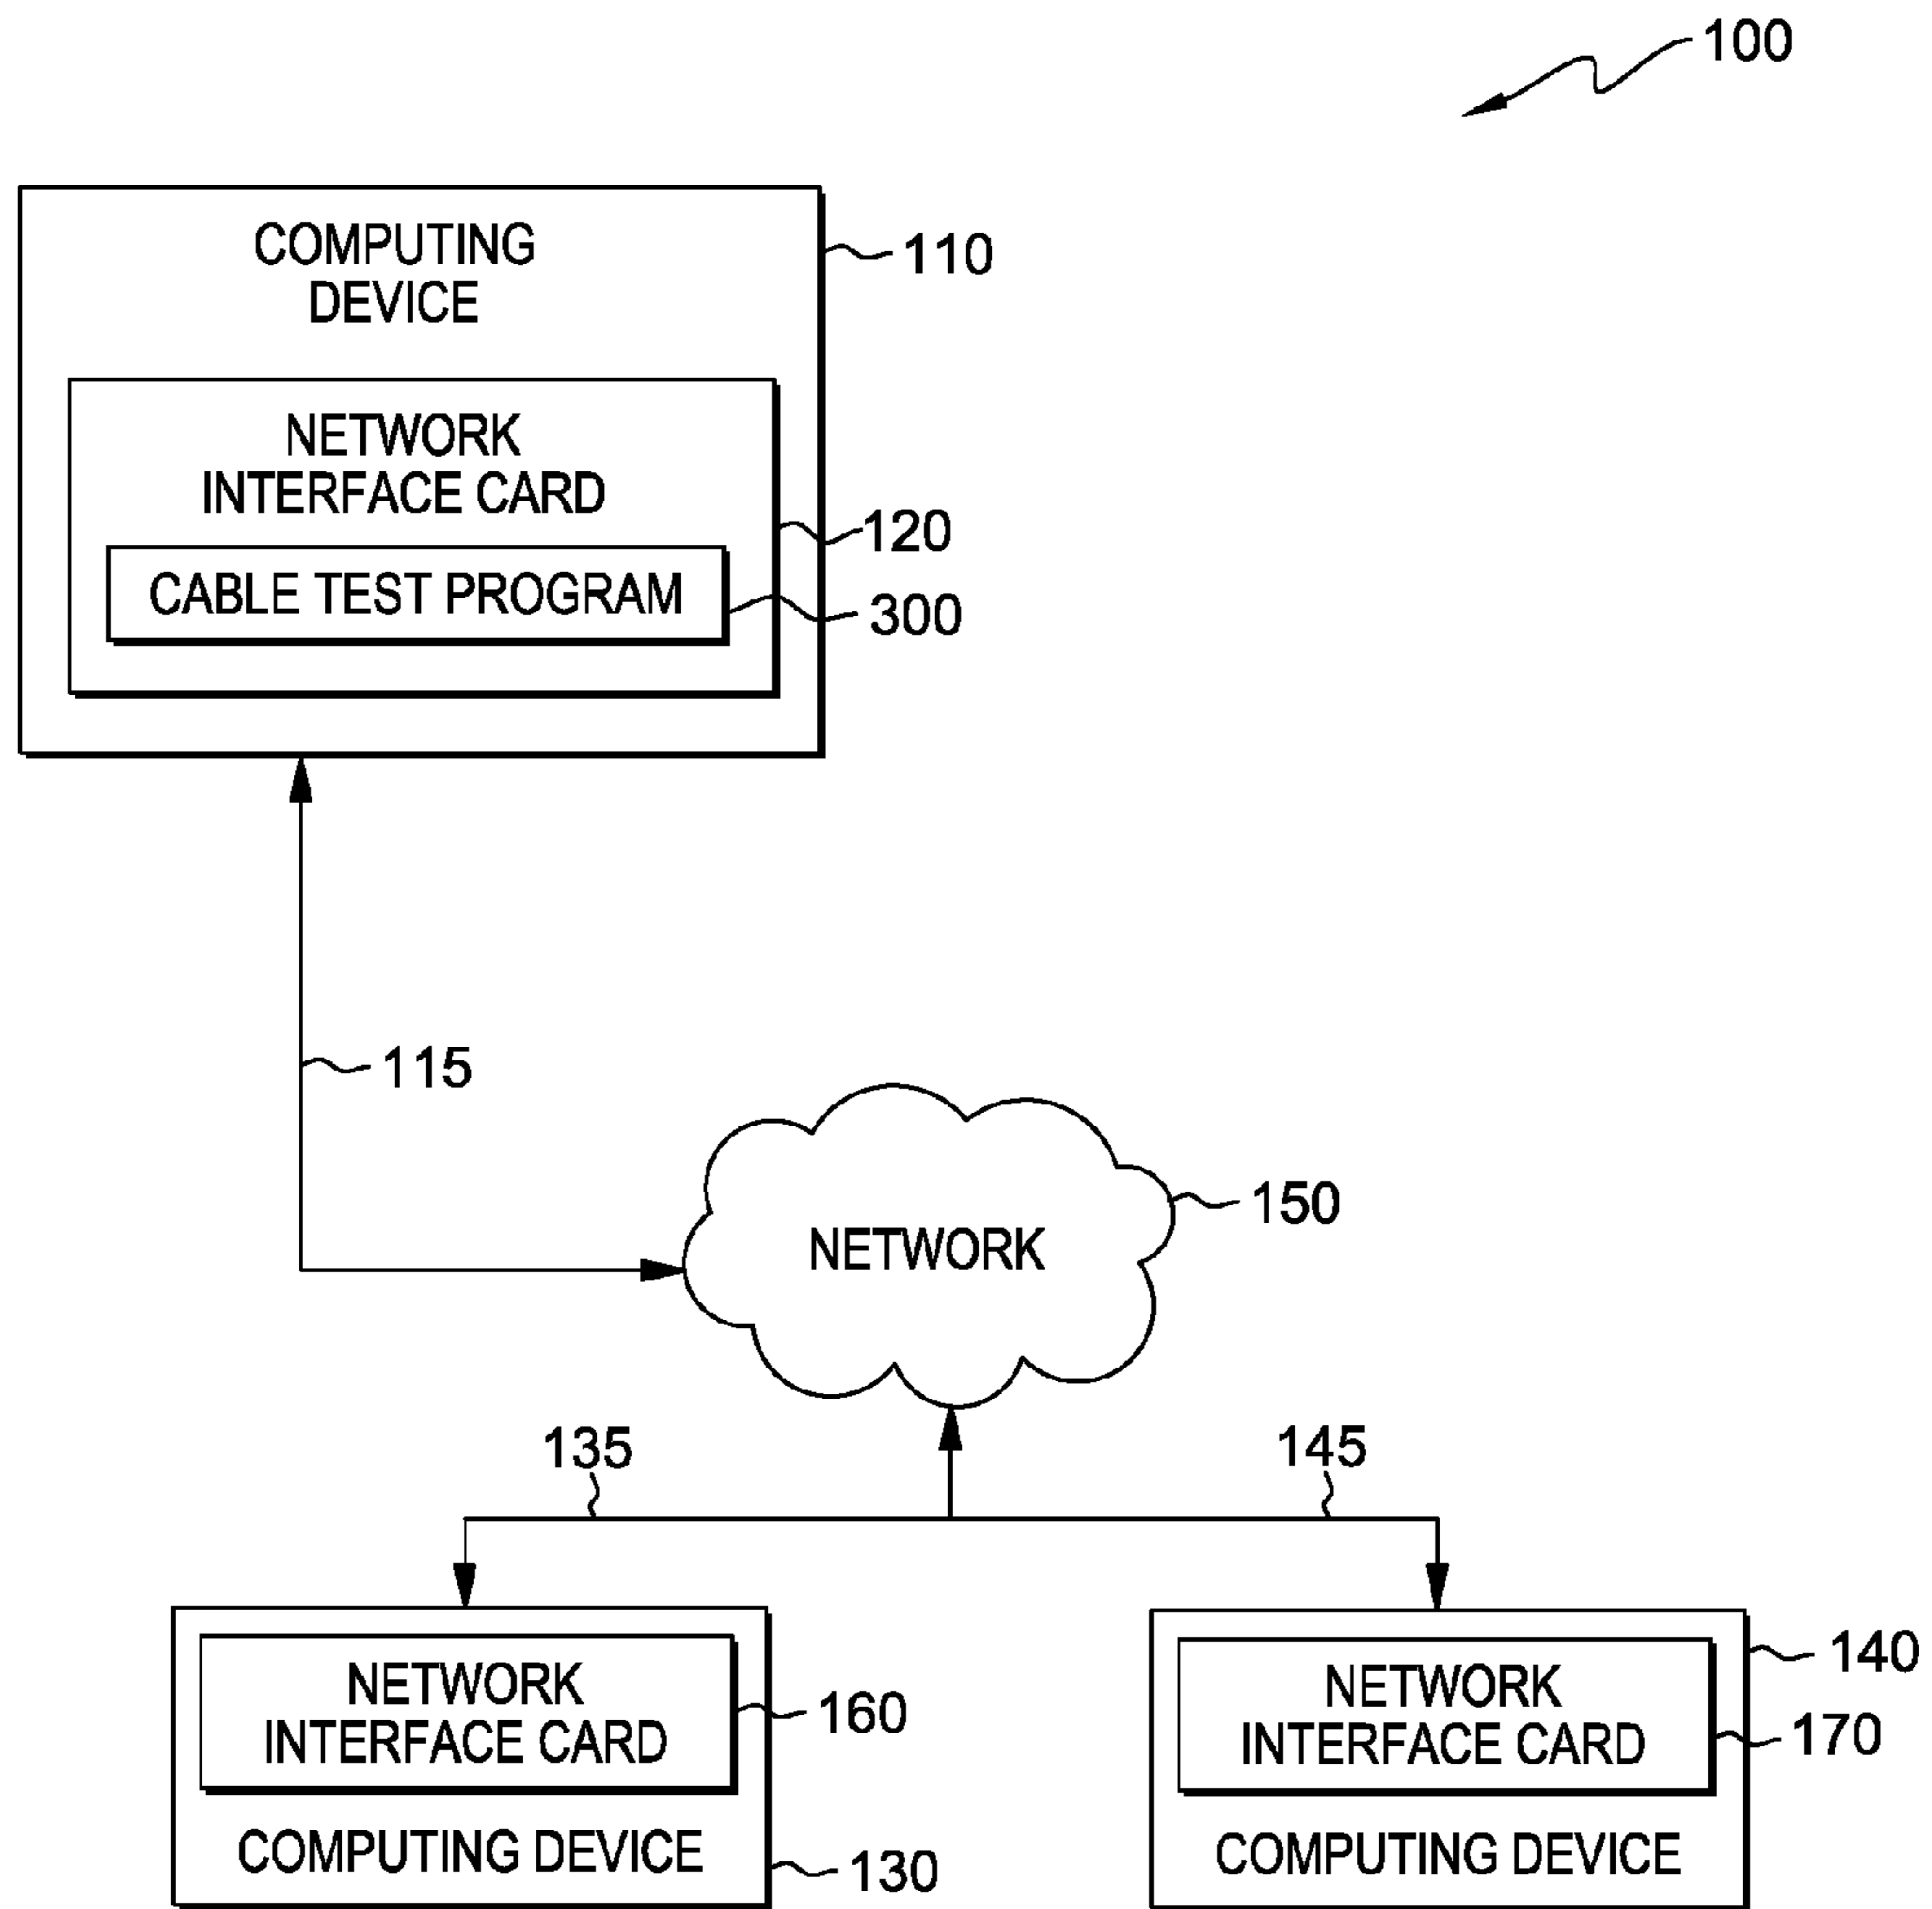 100
COMPUTING
DEVICE
110
NETWORK
INTERFACE CARD
120
CABLE TEST PROGRAM
300
115
150
NETWORK
135
145
NETWORK
INTERFACE CARD
160
COMPUTING DEVICE
130
140
NETWORK
INTERFACE CARD
170
COMPUTING DEVICE